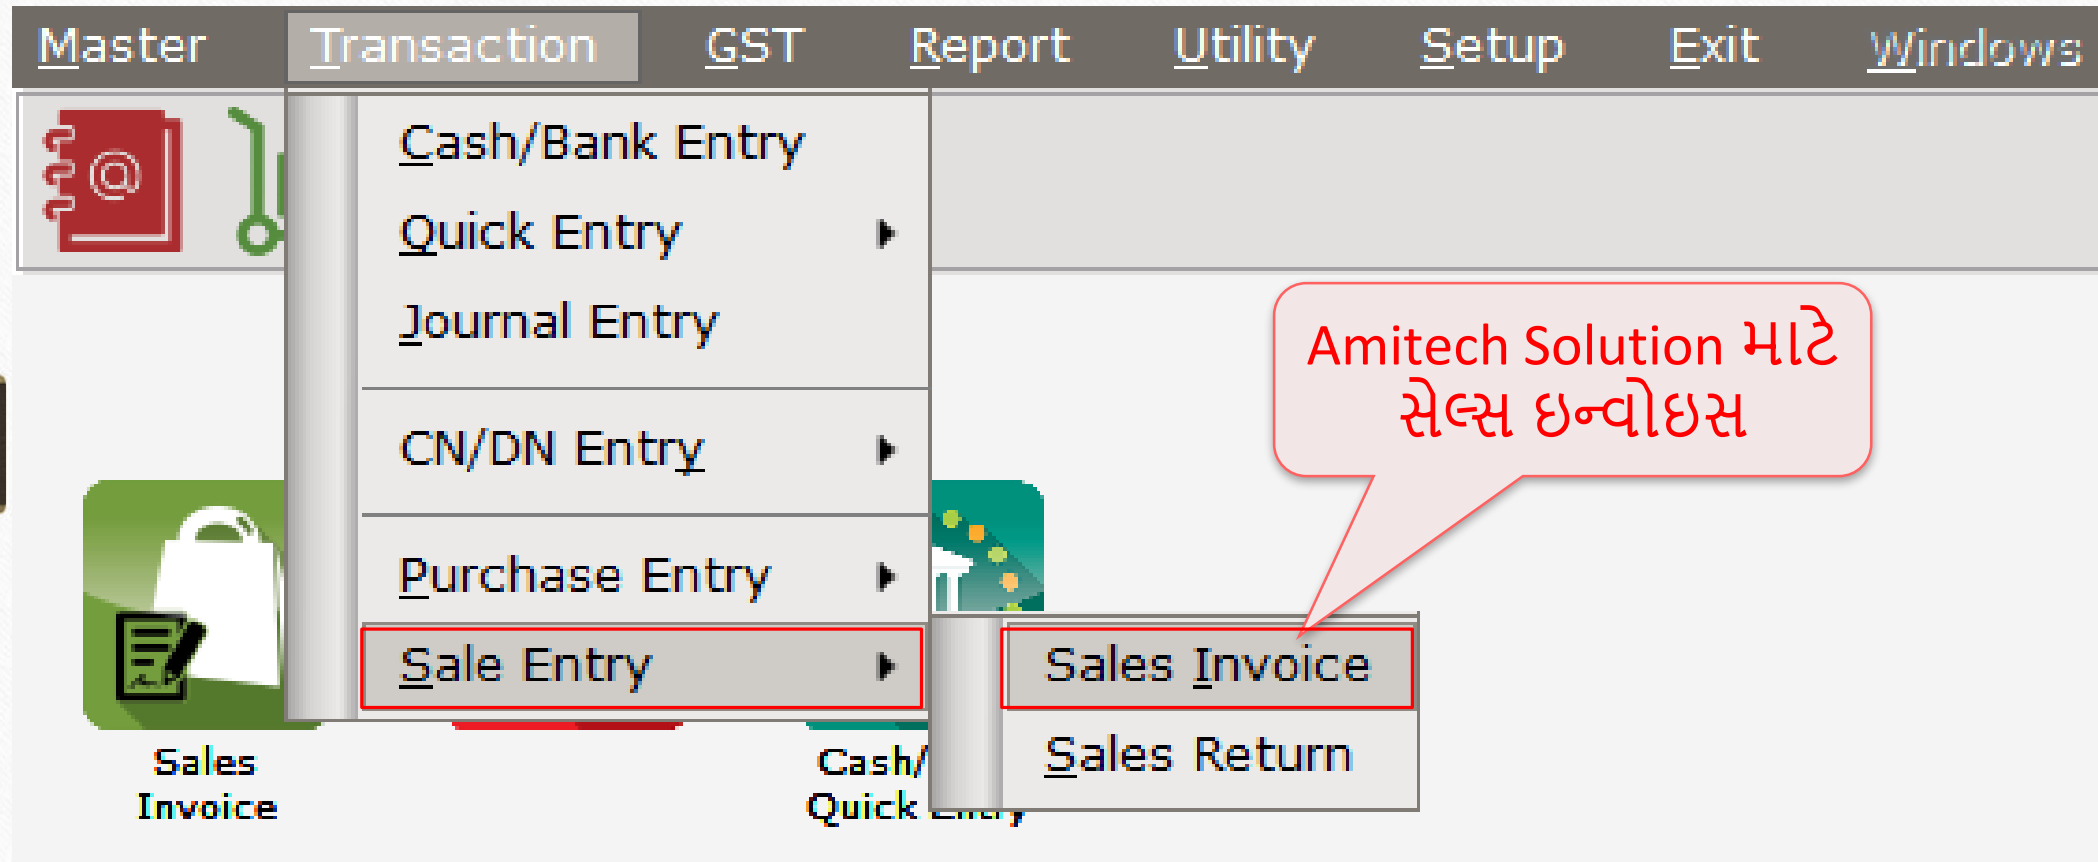 Master Transaction GST Report Utility Setup Exit Windows
Cash/Bank Entry
Quick Entry
Journal Entry
Amitech Solution માટે
સેલ્સ ઇન્વોઇસ
CN/DN Entry
Purchase Entry
Sale Entry
Sales Invoice
Sales Return
Sales
Invoice
Cash/
Quick Entry